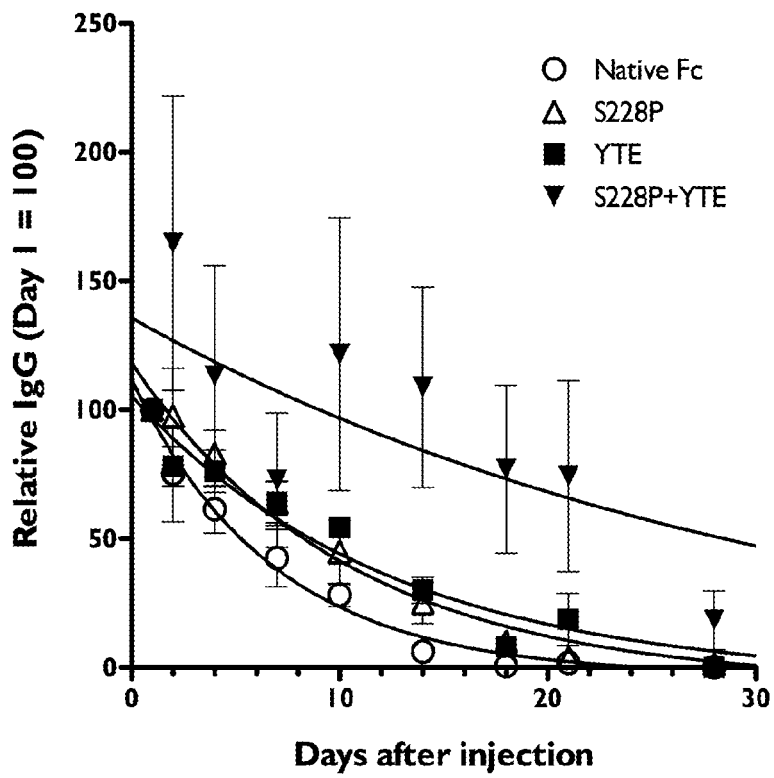 250
200
150
100
50
0
Relative IgG (Day 1 = 100)
Native Fc
S228P
YTE
S228P+YTE
0 10 20 30
Days after injection